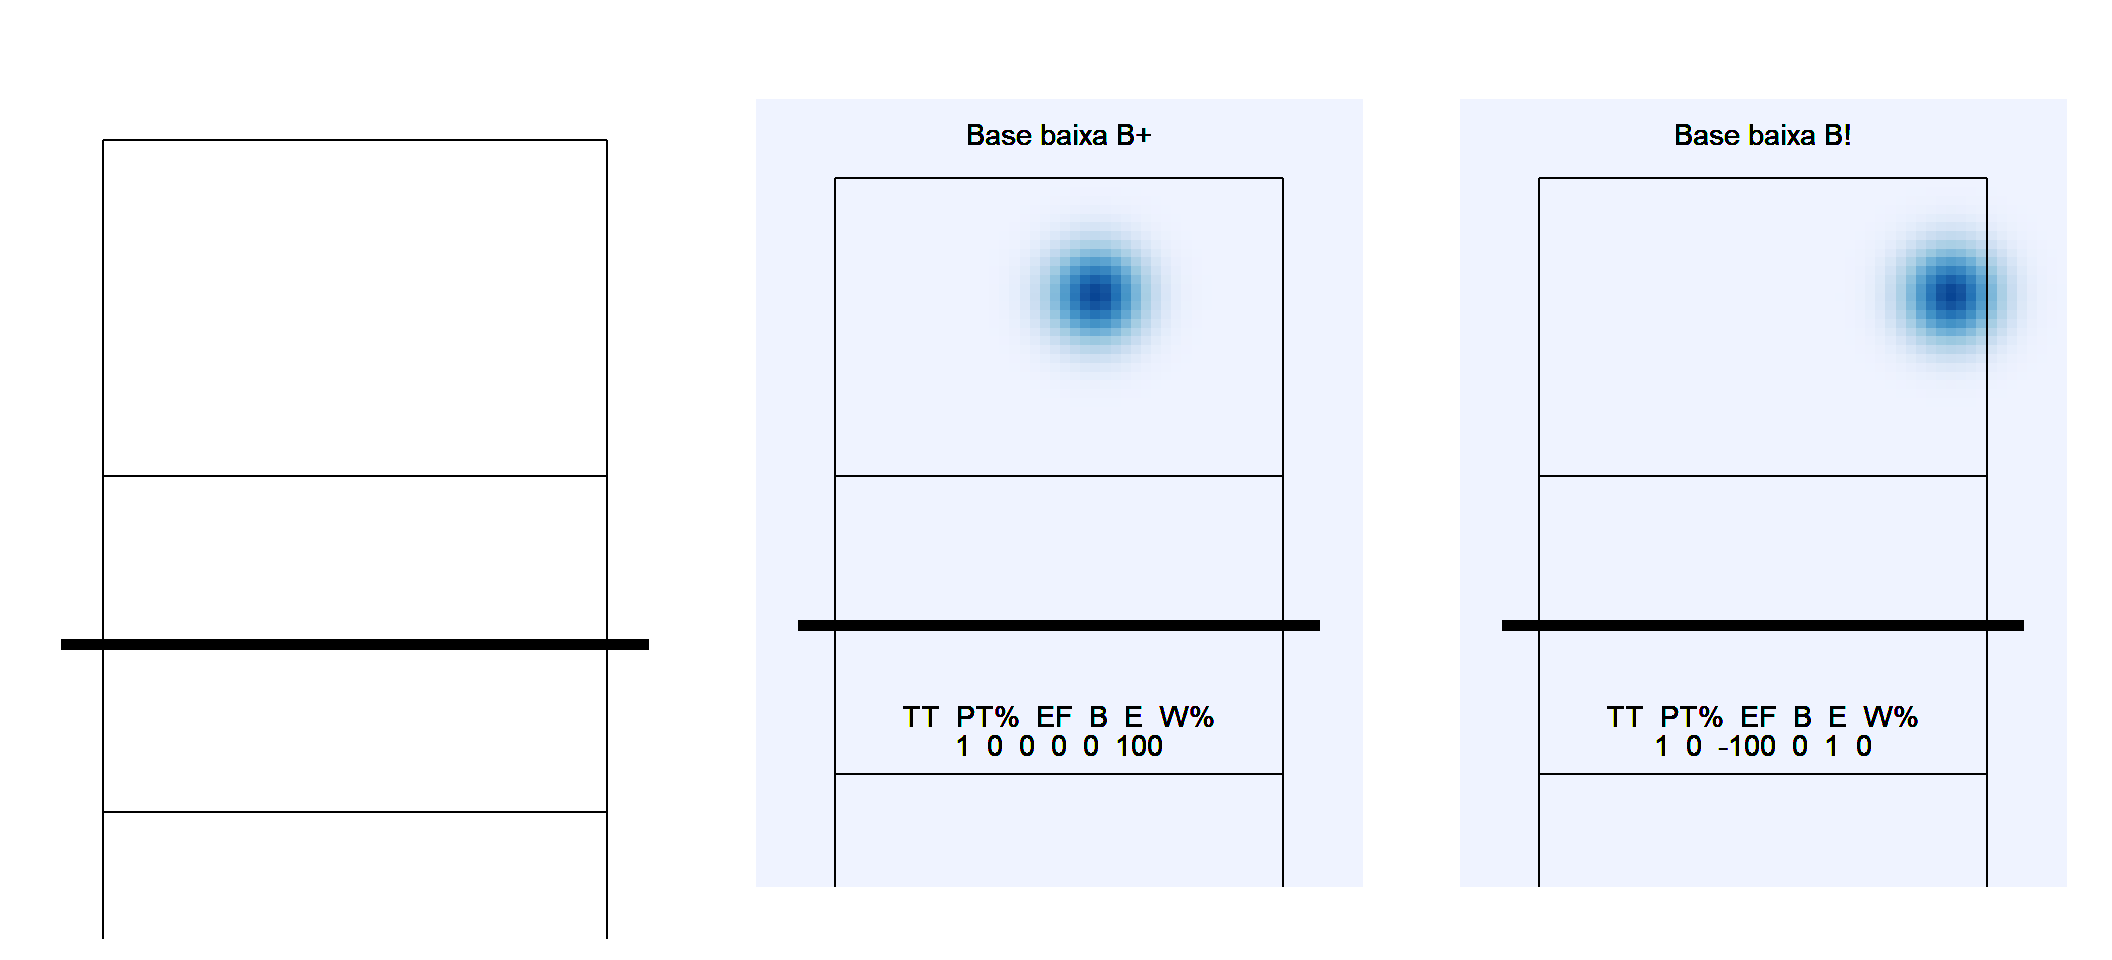 Base baixa B+
TT PT% EF B E W%
1 0 0 0 0 100
Base baixa B!
TT PT% EF B E W%
1 0 -100 0 1 0